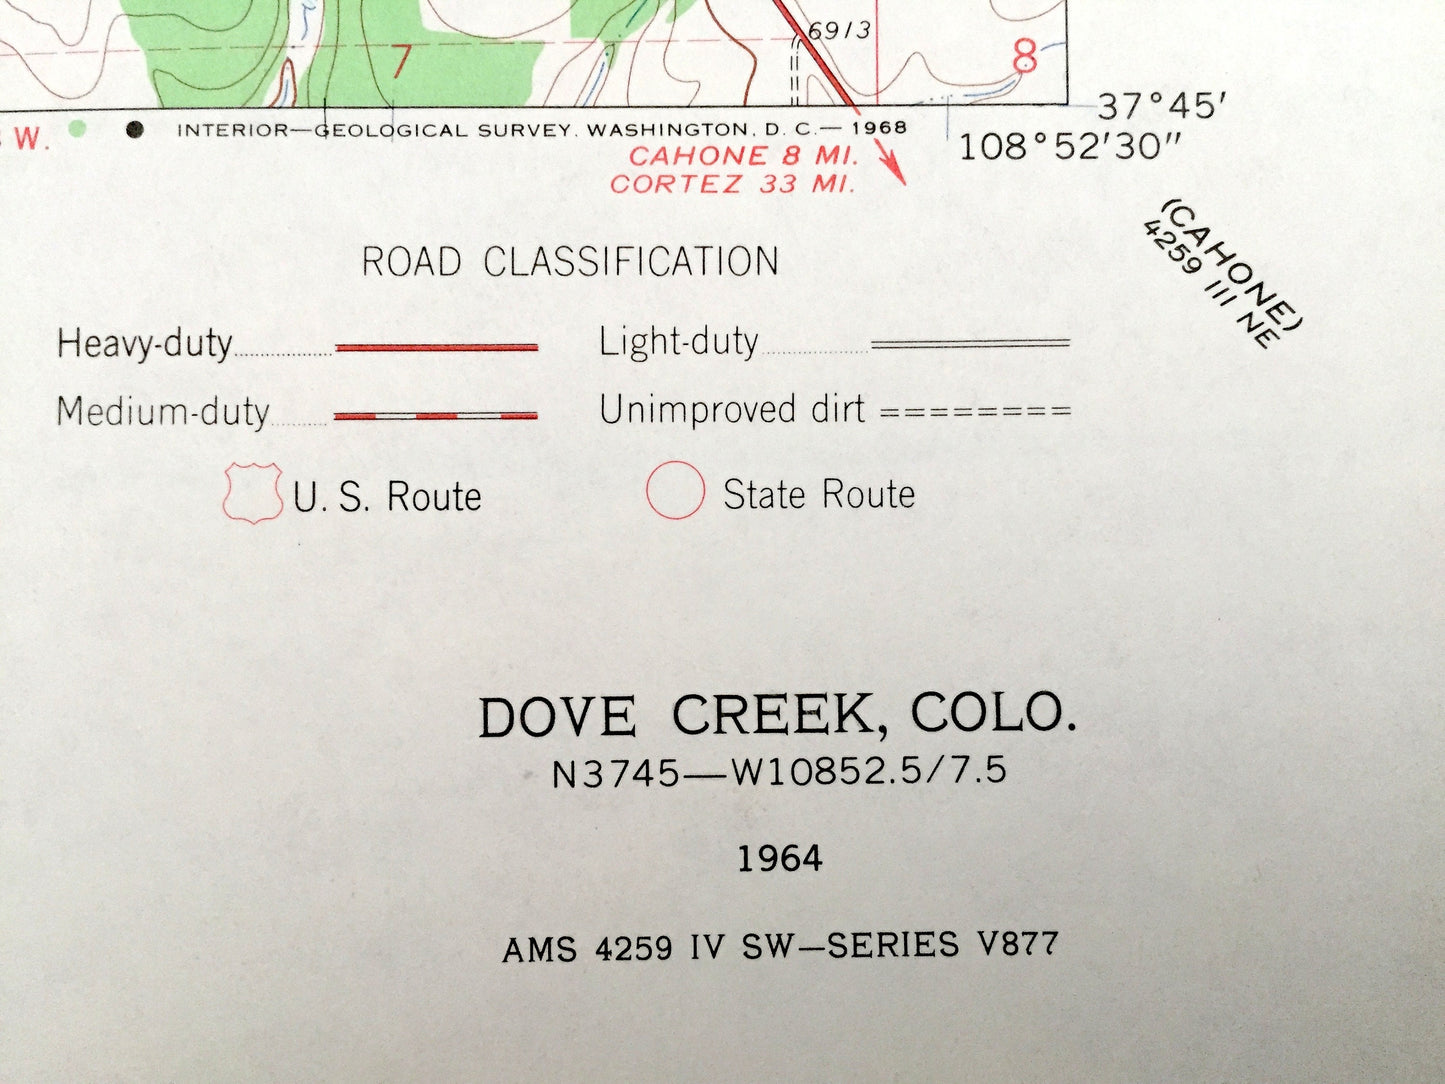 6913
7
8
W.
INTERIOR—GEOLOGICAL SURVEY, WASHINGTON, D. C.— 1968
37°45′
108°52′30″
CAHONE 8 MI.
CORTEZ 33 MI.
(CAHONE)
4259 III NE
ROAD CLASSIFICATION
Heavy-duty
Light-duty
Medium-duty
Unimproved dirt
U. S. Route
State Route
DOVE CREEK, COLO.
N3745—W10852.5/7.5
1964
AMS 4259 IV SW—SERIES V877